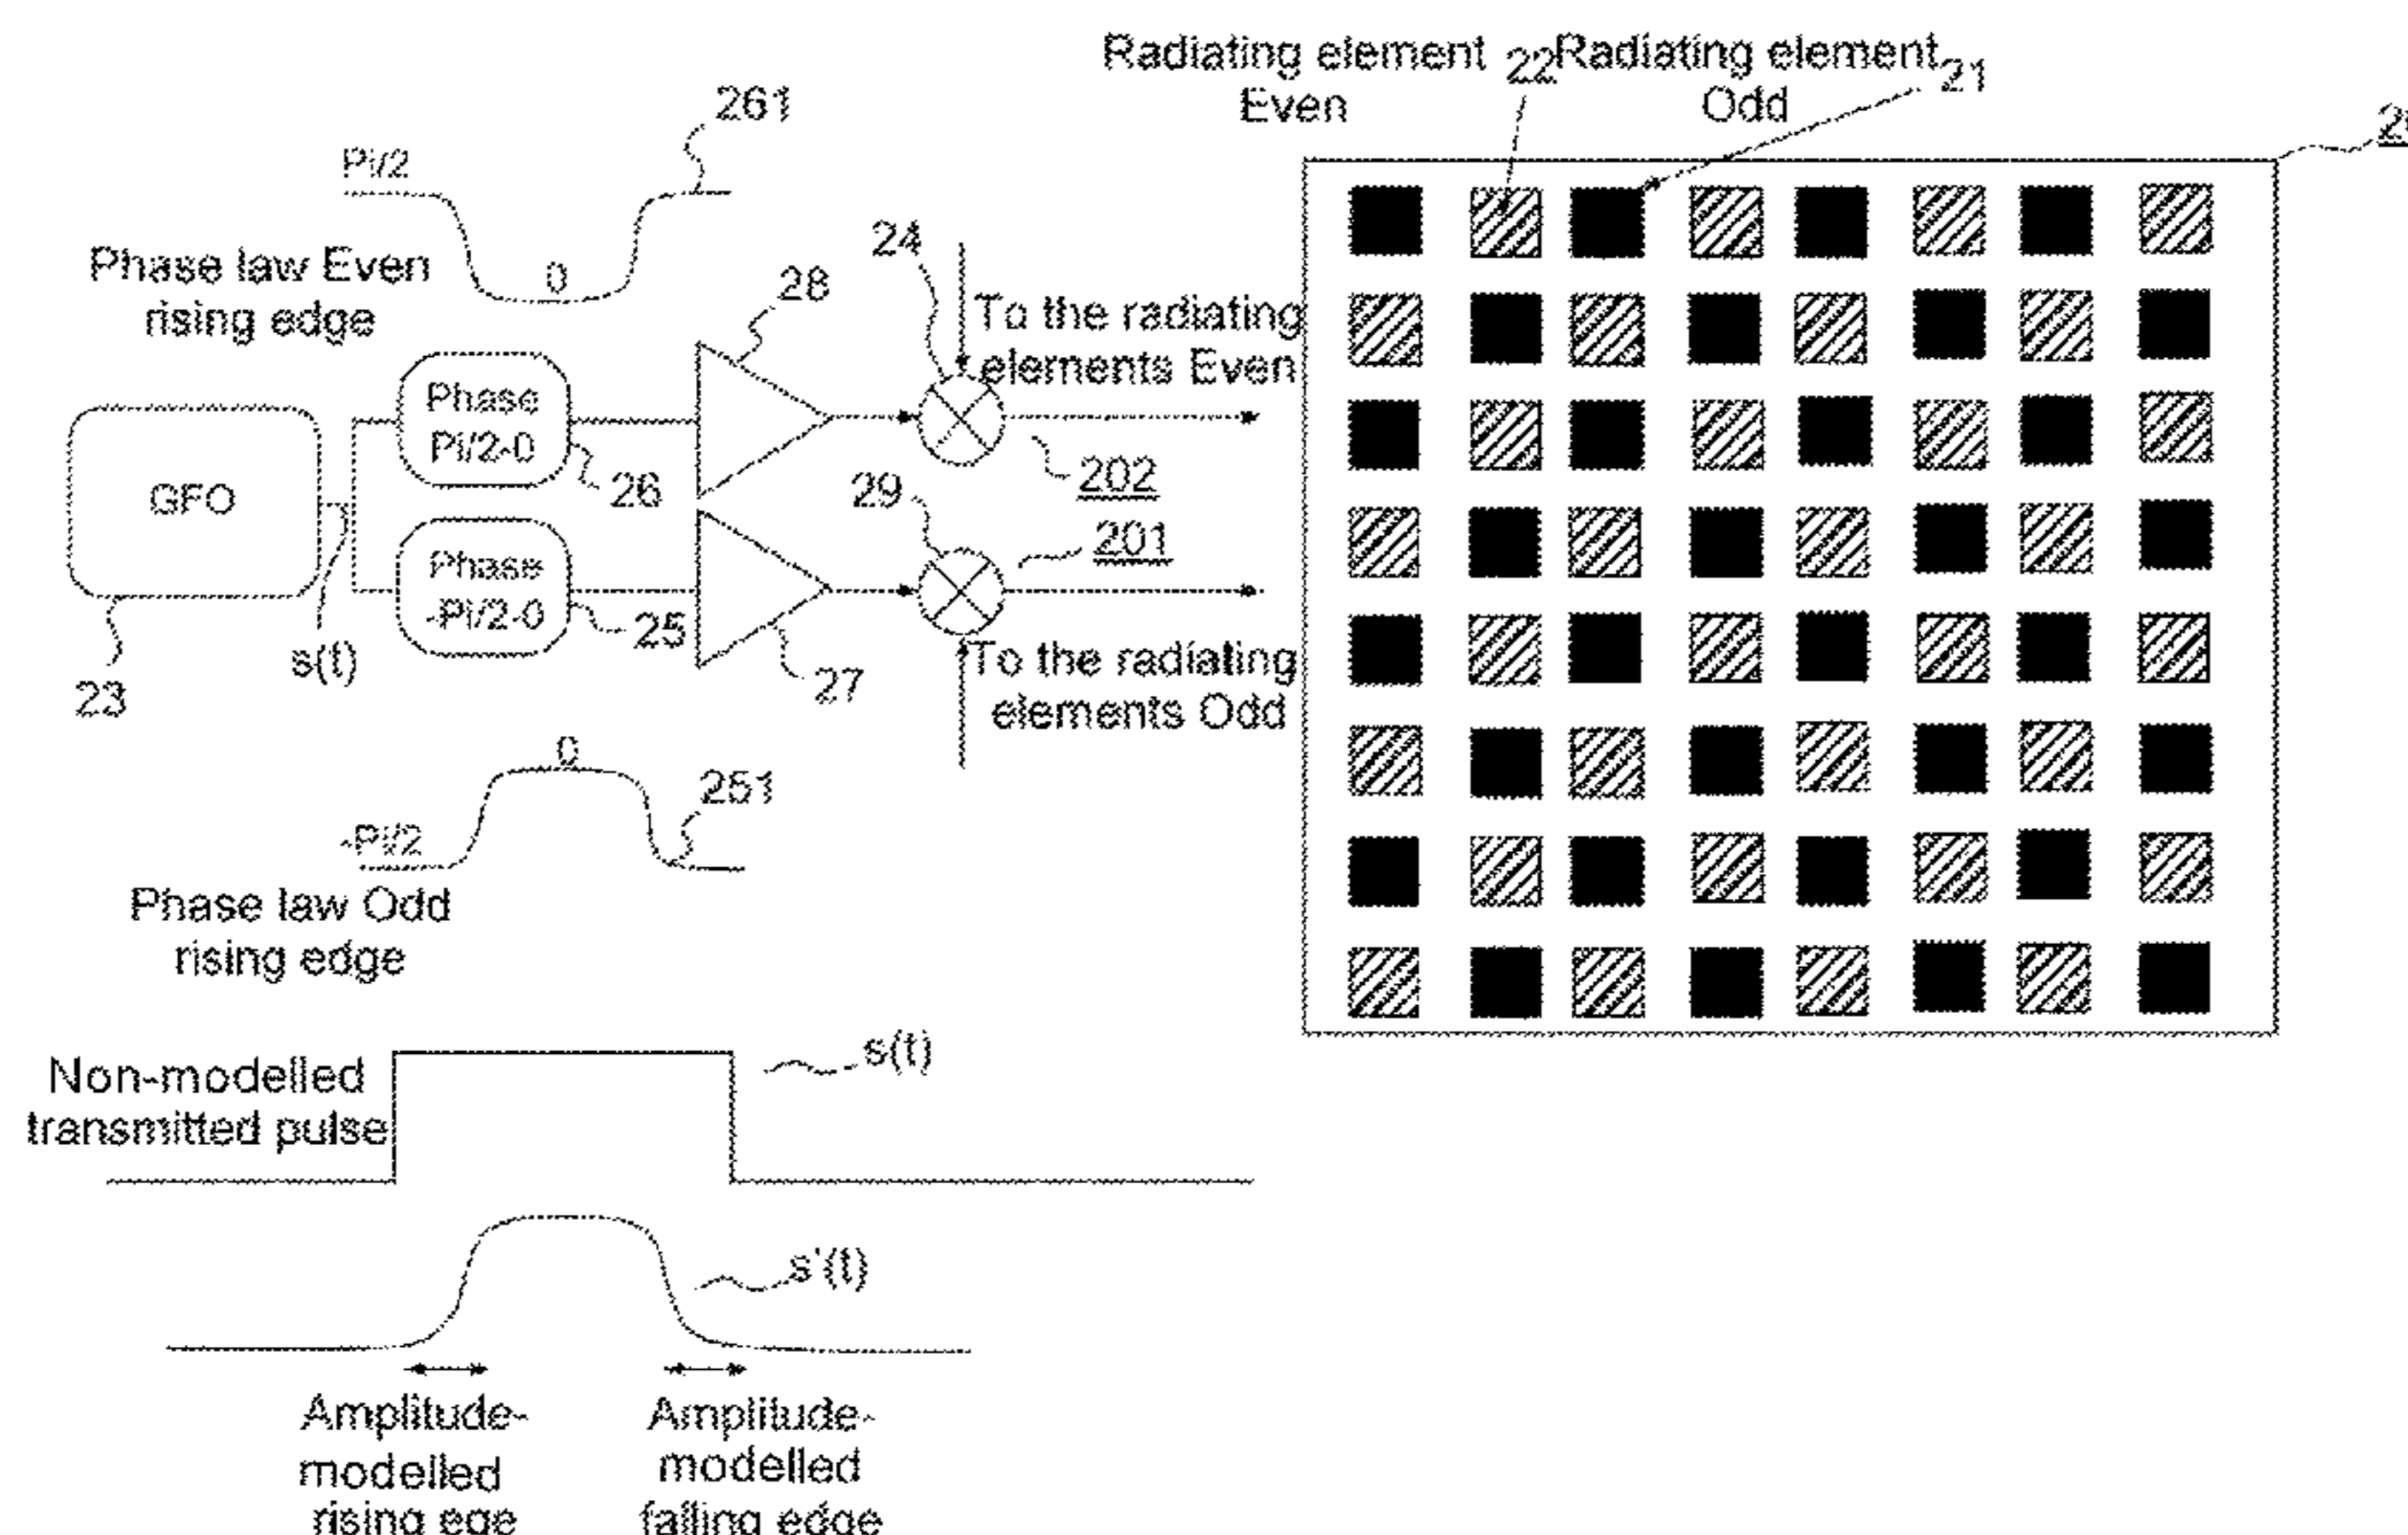 Radiating element
Even
22
Radiating element
Odd
21
261
Pi/2
0
Phase law Even
rising edge
24
28
To the radiating
elements Even
Phase
Pi/2-0
26
GFO
23
s(t)
Phase
-Pi/2-0
25
27
202
29
201
To the radiating
elements Odd
0
251
-Pi/2
Phase law Odd
rising edge
Non-modelled
transmitted pulse
s(t)
s'(t)
Amplitude-
modelled
rising ege
Amplitude-
modelled
falling edge